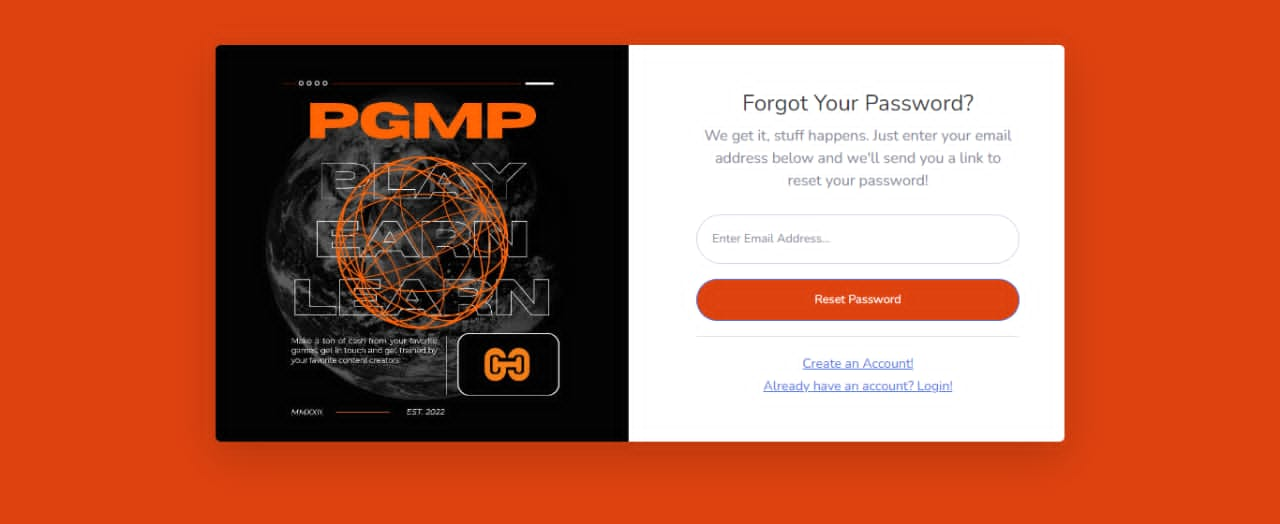 PGMP
PLAY
EARN
LEARN
Make a ton of cash from your favorite
games, get in touch and get trained by
your favorite content creators.
EST. 2022
Forgot Your Password?
We get it, stuff happens. Just enter your email
address below and we'll send you a link to
reset your password!
Enter Email Address...
Reset Password
Create an Account!
Already have an account? Login!